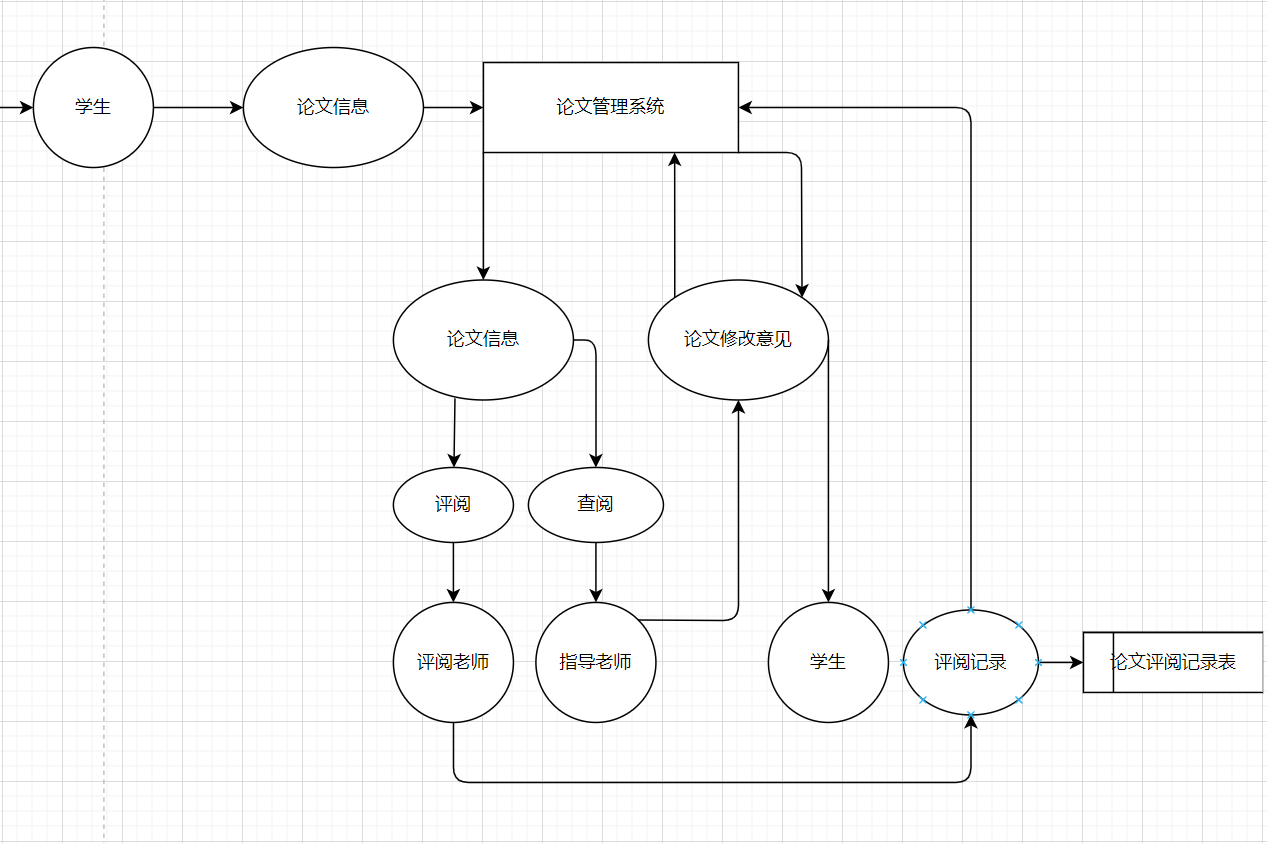 学生
论文信息
论文管理系统
论文信息
论文修改意见
评阅
查阅
评阅老师
指导老师
学生
评阅记录
论文评阅记录表